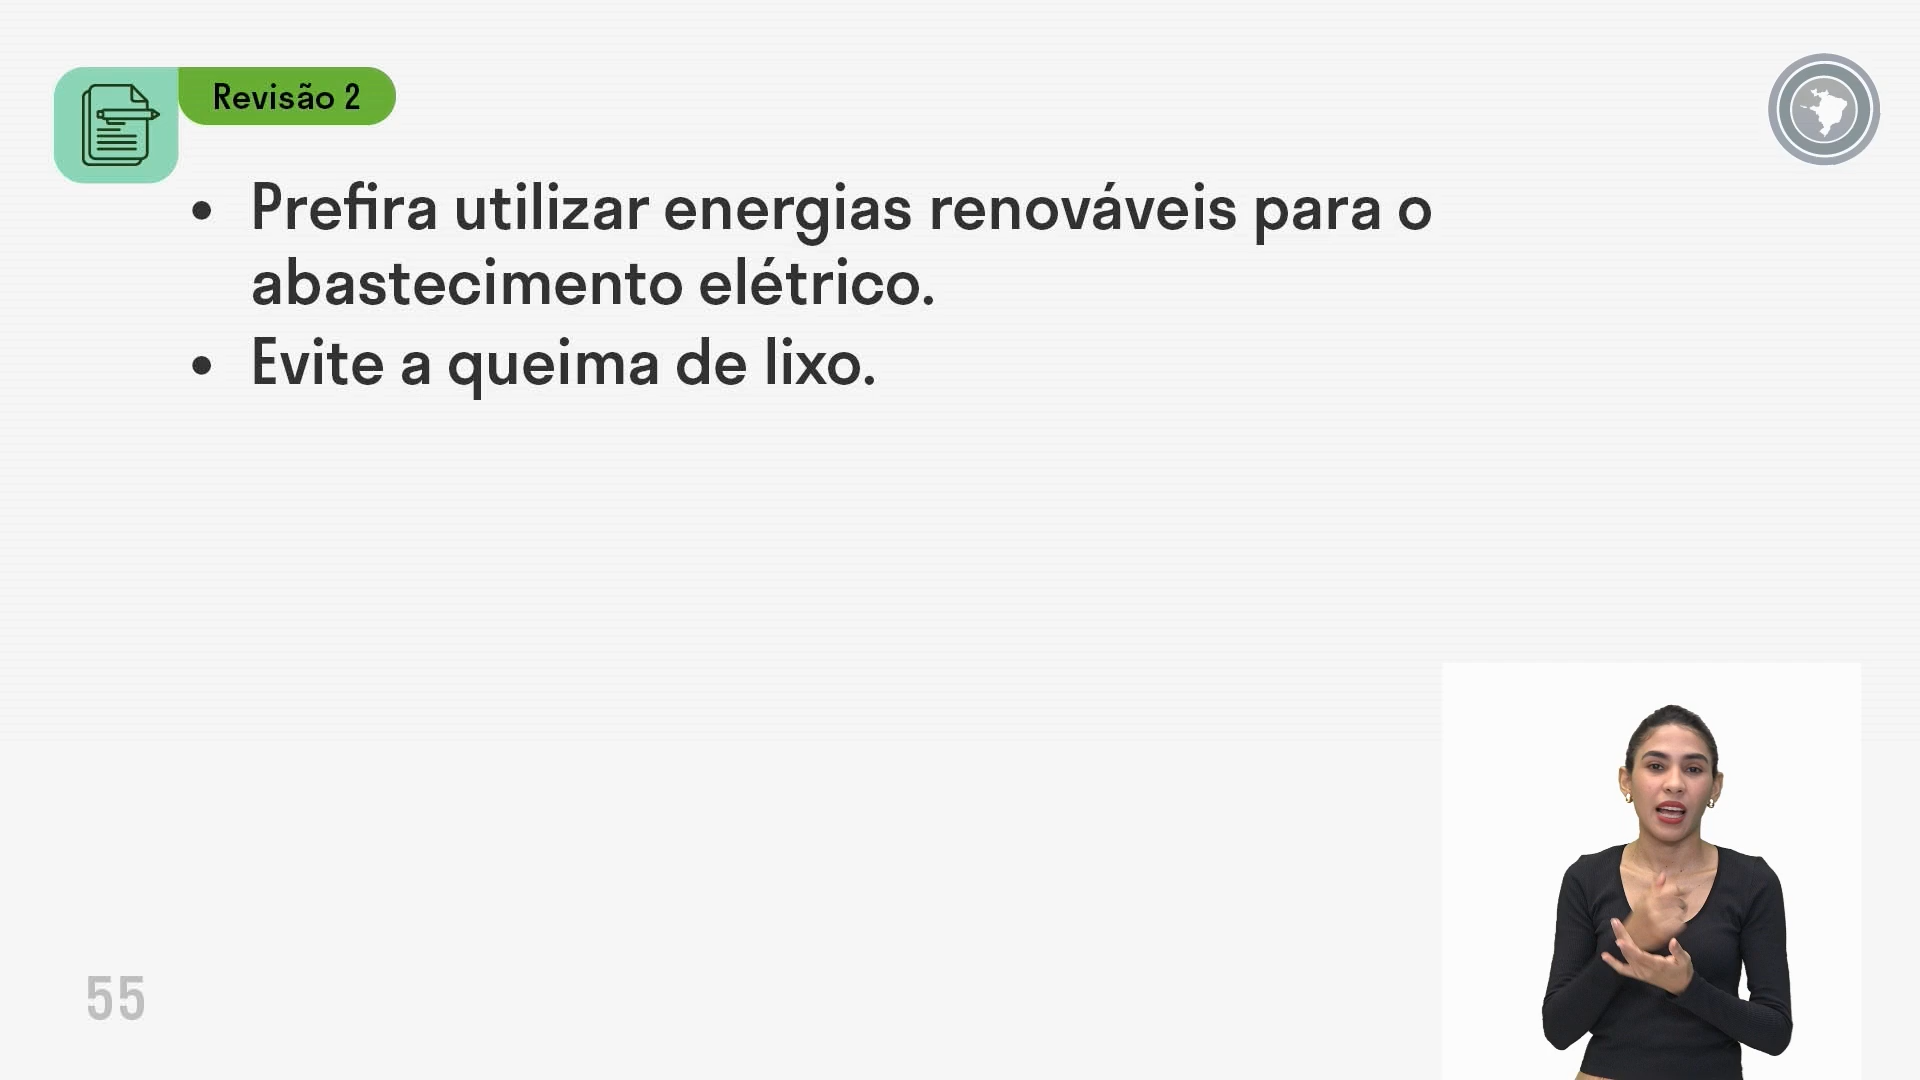 Revisão 2
• Prefira utilizar energias renováveis para o
abastecimento elétrico.
• Evite a queima de lixo.
55